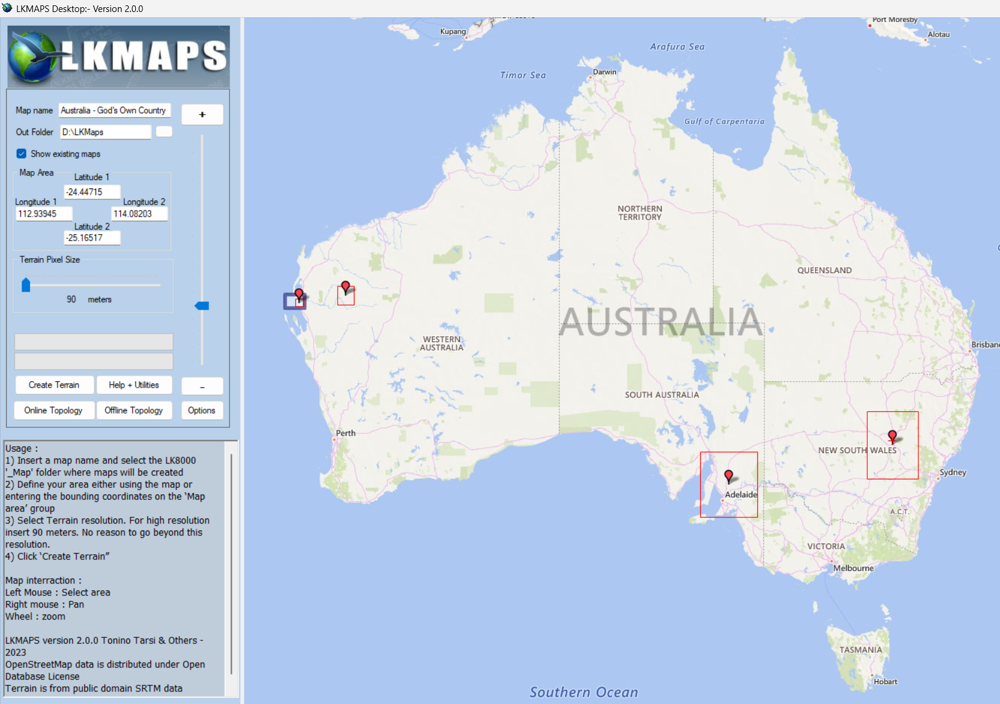 LKMAPS Desktop:- Version 2.0.0
LKMAPS
Map name Australia - God's Own Country +
Out Folder D:\LKMaps
Show existing maps
Map Area
Latitude 1
-24.44715
Longitude 1 Longitude 2
112.93945 114.08203
Latitude 2
-25.16517
Terrain Pixel Size
90 meters
Create Terrain Help + Utilities –
Online Topology Offline Topology Options
Usage :
1) Insert a map name and select the LK8000
'_Map' folder where maps will be created
2) Define your area either using the map or
entering the bounding coordinates on the ‘Map
area’ group
3) Select Terrain resolution. For high resolution
insert 90 meters. No reason to go beyond this
resolution.
4) Click ‘Create Terrain”
Map interraction :
Left Mouse : Select area
Right mouse : Pan
Wheel : zoom
LKMAPS version 2.0.0 Tonino Tarsi & Others -
2023
OpenStreetMap data is distributed under Open
Database License
Terrain is from public domain SRTM data
Kupang
Port Moresby
Alotau
Arafura Sea
Timor Sea
Darwin
Gulf of Carpentaria
NORTHERN
TERRITORY
QUEENSLAND
AUSTRALIA
WESTERN
AUSTRALIA
Brisban
SOUTH AUSTRALIA
Perth
NEW SOUTH WALES
Sydney
Adelaide
A.C.T.
VICTORIA
Melbourne
TASMANIA
Hobart
Southern Ocean